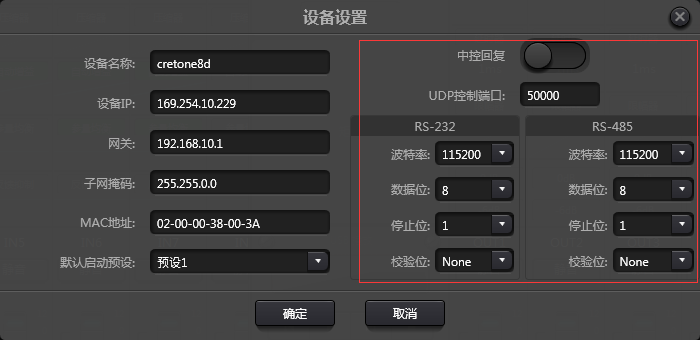 设备设置
设备名称: cretone8d
设备IP: 169.254.10.229
网关: 192.168.10.1
子网掩码: 255.255.0.0
MAC地址: 02-00-00-38-00-3A
默认启动预设: 预设1
中控回复
UDP控制端口: 50000
RS-232
波特率: 115200
数据位: 8
停止位: 1
校验位: None
RS-485
波特率: 115200
数据位: 8
停止位: 1
校验位: None
确定
取消